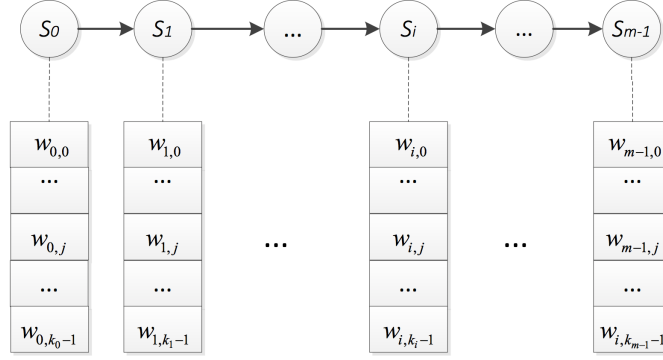 S0 S1 ... Si ... Sm-1
w0,0 w1,0 wi,0 wm−1,0
... ... ... ...
w0,j w1,j ... wi,j ... wm−1,j
... ... ... ...
w0,k0−1 w1,k1−1 wi,ki−1 wi,km−1−1